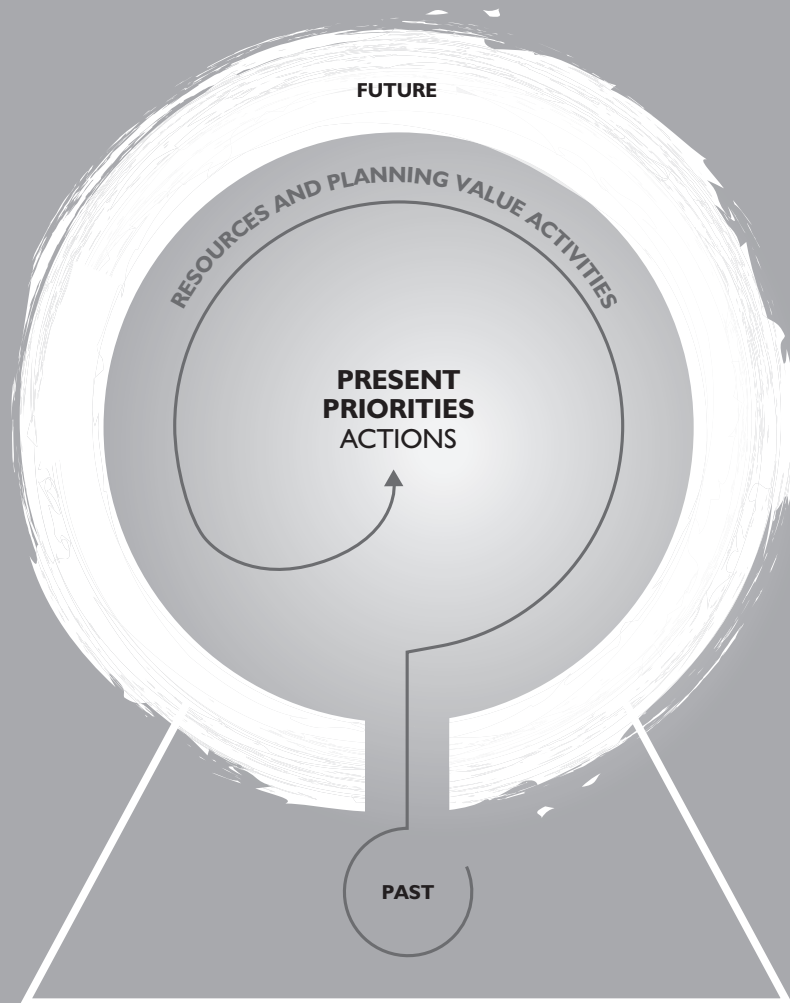 FUTURE
RESOURCES AND PLANNING VALUE ACTIVITIES
PRESENT
PRIORITIES
ACTIONS
PAST